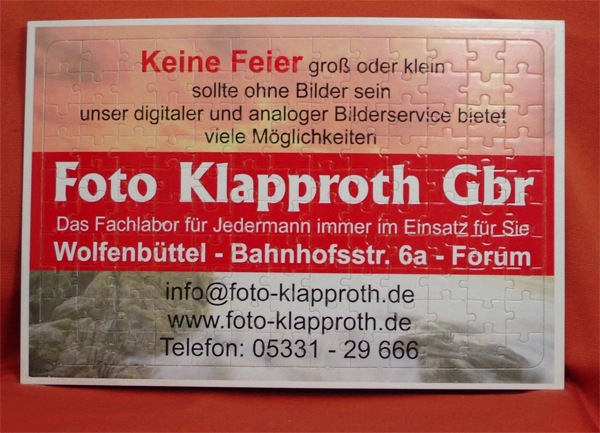 Keine Feier groß oder klein
sollte ohne Bilder sein
unser digitaler und analoger Bilderservice bietet
viele Möglichkeiten
Foto Klapproth Gbr
Das Fachlabor für Jedermann immer im Einsatz für Sie
Wolfenbüttel - Bahnhofsstr. 6a - Forum
info@foto-klapproth.de
www.foto-klapproth.de
Telefon: 05331 - 29 666